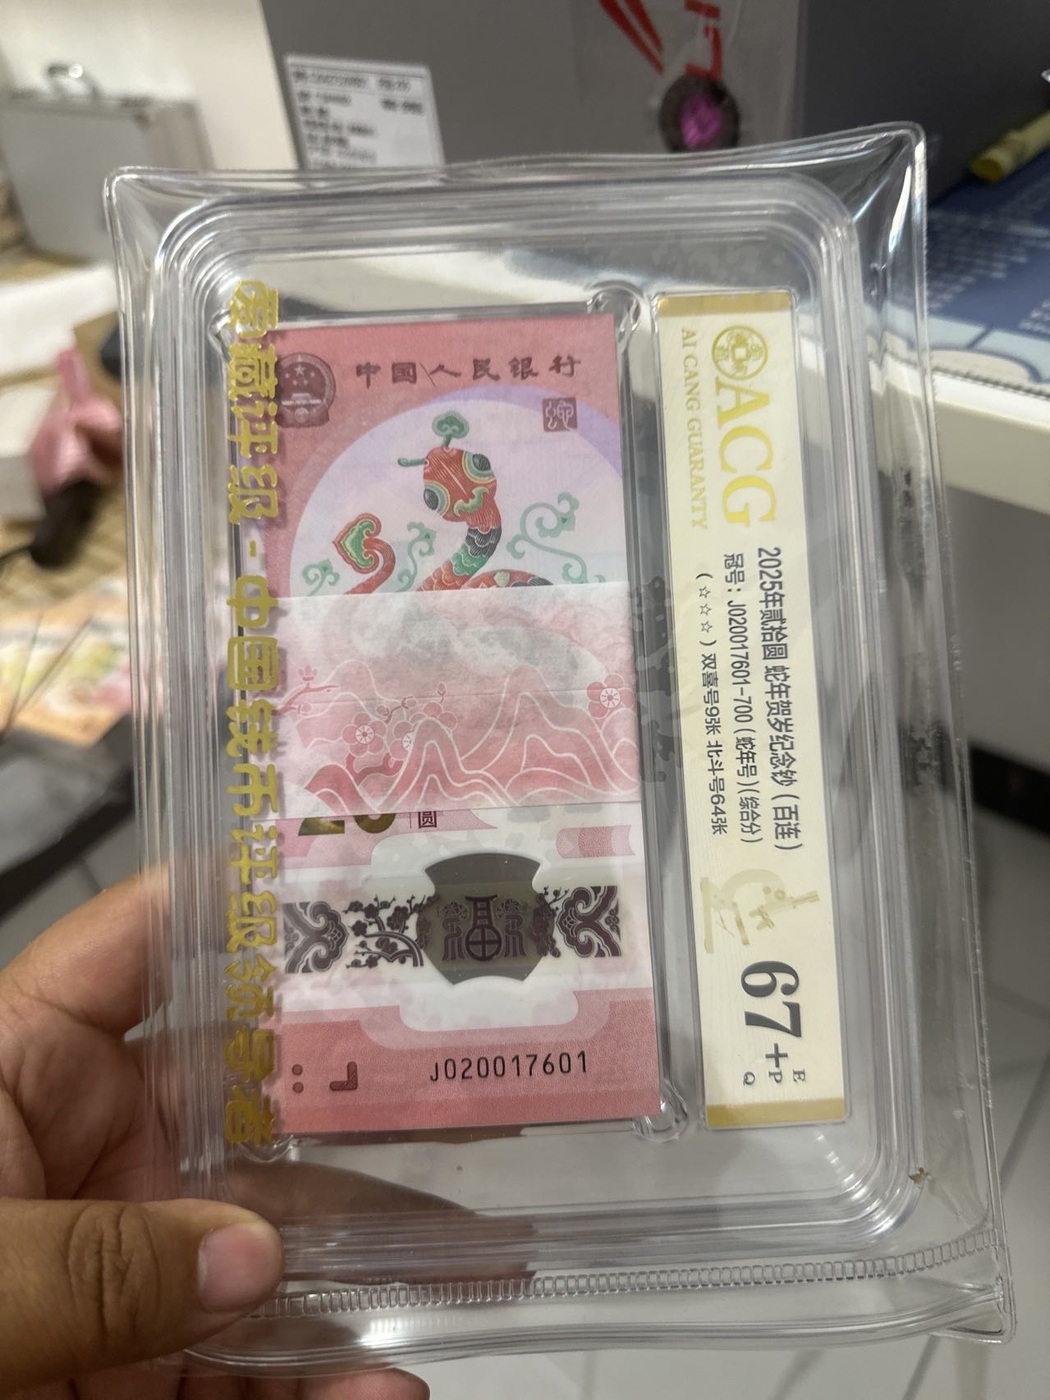 爱藏评级-中国钱币评级领导者
中国人民银行
圆
J020017601
ACG
AI CANG GUARANTY
2025年贰拾圆 蛇年贺岁纪念钞（百连）
冠号：J020017601-700（蛇年号）（综合分）
（☆☆☆）双喜号9张 北斗号64张
67+
E
P
Q